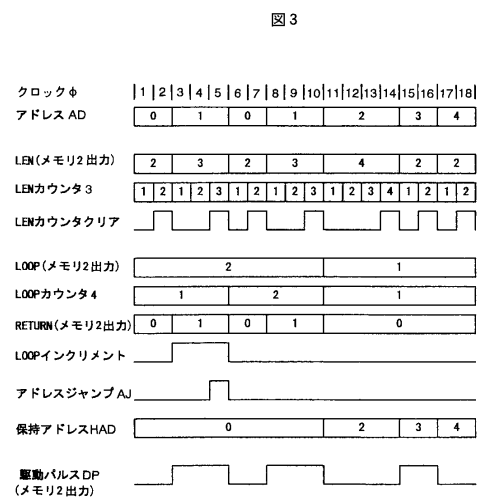 図3
クロックφ 1 2 3 4 5 6 7 8 9 10 11 12 13 14 15 16 17 18
アドレス AD 0 1 0 1 2 3 4
LEN(メモリ2出力) 2 3 2 3 4 2 2
LENカウンタ3 1 2 1 2 3 1 2 1 2 3 1 2 3 4 1 2 1 2
LENカウンタクリア
LOOP(メモリ2出力) 2 1
LOOPカウンタ4 1 2 1
RETURN(メモリ2出力) 0 1 0 1 0
LOOPインクリメント
アドレスジャンプ AJ
保持アドレスHAD 0 2 3 4
駆動パルスDP
(メモリ2出力)